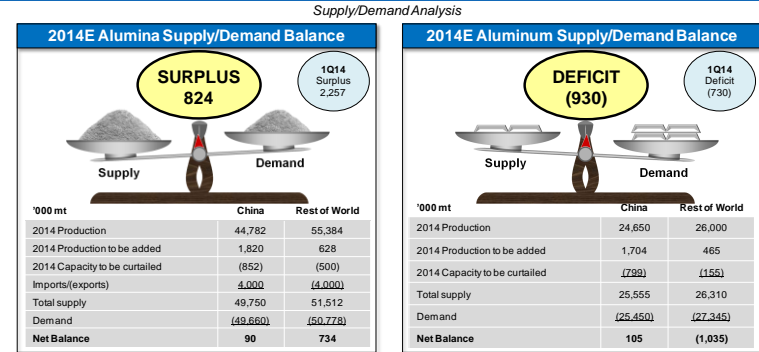 Supply/Demand Analysis
2014E Alumina Supply/Demand Balance
SURPLUS
824
1Q14
Surplus
2,257
Supply
Demand
'000 mt China Rest of World
2014 Production 44,782 55,384
2014 Production to be added 1,820 628
2014 Capacity to be curtailed (852) (500)
Imports/(exports) 4,000 (4,000)
Total supply 49,750 51,512
Demand (49,660) (50,778)
Net Balance 90 734
2014E Aluminum Supply/Demand Balance
DEFICIT
(930)
1Q14
Deficit
(730)
Supply
Demand
'000 mt China Rest of World
2014 Production 24,650 26,000
2014 Production to be added 1,704 465
2014 Capacity to be curtailed (799) (155)
Total supply 25,555 26,310
Demand (25,450) (27,345)
Net Balance 105 (1,035)